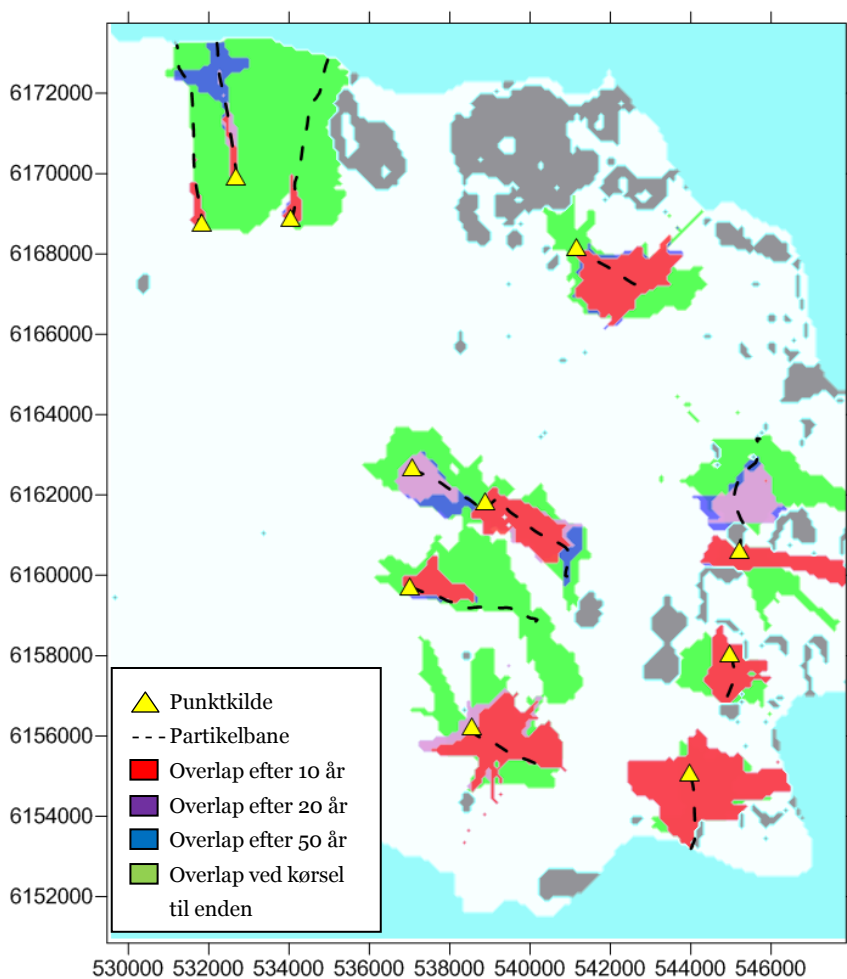 6172000
6170000
6168000
6166000
6164000
6162000
6160000
6158000
6156000
6154000
6152000
Punktkilde
Partikelbane
Overlap efter 10 år
Overlap efter 20 år
Overlap efter 50 år
Overlap ved kørsel
til enden
530000 532000 534000 536000 538000 540000 542000 544000 546000